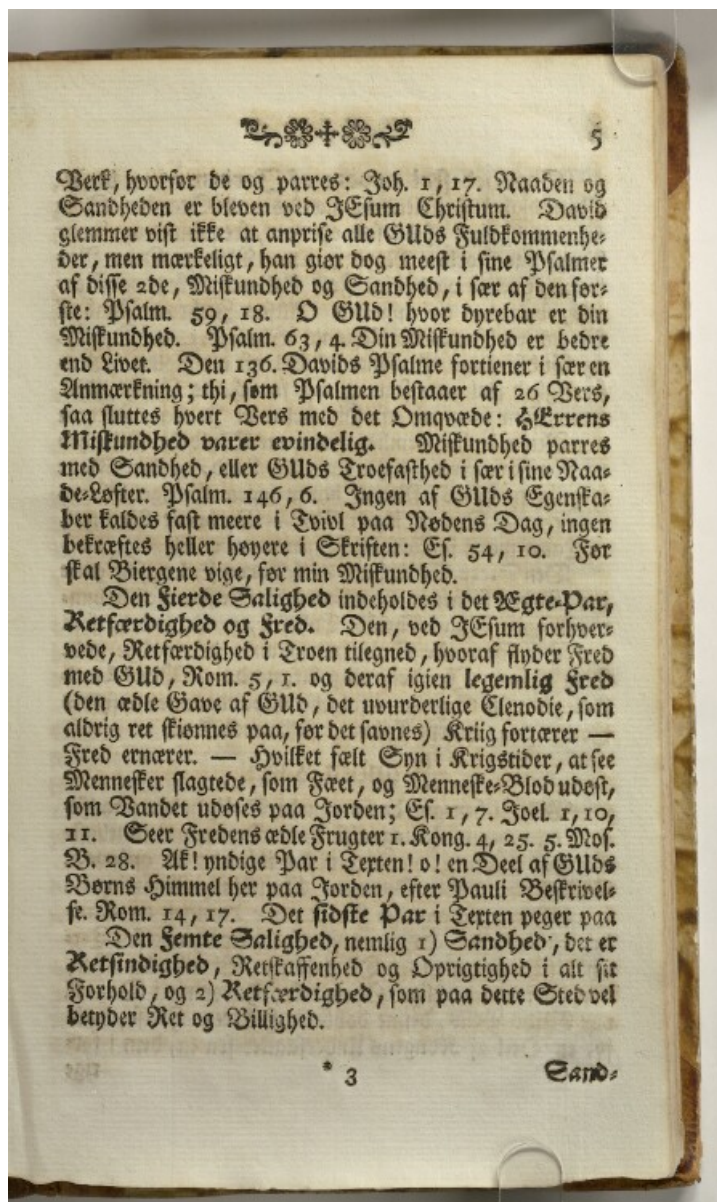 5
Verk, hvorfor de og parres: Joh. 1, 17. Naaden og
Sandheden er bleven ved JEsum Christum. David
glemmer vist ikke at anprise alle GUds Fuldkommenhe-
der, men mærkeligt, han giør dog meest i sine Psalmer
af disse 2de, Miskundhed og Sandhed, i sær af den før-
ste: Psalm. 59, 18. O GUd! hvor dyrebar er din
Miskundhed. Psalm. 63, 4. Din Miskundhed er bedre
end Livet. Den 136. Davids Psalme fortiener i sær en
Anmærkning; thi, som Psalmen bestaaer af 26 Vers,
saa sluttes hvert Vers med det Omqvæde: HErrens
Miskundhed varer evindelig. Miskundhed parres
med Sandhed, eller GUds Troefasthed i sær i sine Naa-
de-Løfter. Psalm. 146, 6. Ingen af GUds Egenska-
ber kaldes fast meere i Tvivl paa Nødens Dag, ingen
bekræftes heller høyere i Skriften: Es. 54, 10. Før
skal Biergene vige, før min Miskundhed.
Den Fierde Salighed indeholdes i det Ægte-Par,
Retfærdighed og Fred. Den, ved JEsum forhver-
vede, Retfærdighed i Troen tilegned, hvoraf flyder Fred
med GUd, Rom. 5, 1. og deraf igien legemlig Fred
(den ædle Gave af GUd, det uvurderlige Clenodie, som
aldrig ret skiønnes paa, før det savnes) Kriig fortærer —
Fred ernærer. — Hvilket fælt Syn i Krigstider, at see
Mennesker slagtede, som Fæet, og Menneske-Blod udøst,
som Vandet udøses paa Jorden; Es. 1, 7. Joel. 1, 10,
11. Seer Fredens ædle Frugter 1. Kong. 4, 25. 5. Mos.
B. 28. Ak! yndige Par i Texten! o! en Deel af GUds
Børns Himmel her paa Jorden, efter Pauli Beskrivel-
se. Rom. 14, 17. Det sidste Par i Texten peger paa
Den Femte Salighed, nemlig 1) Sandhed, det er
Retsindighed, Retskaffenhed og Oprigtighed i alt sit
Forhold, og 2) Retfærdighed, som paa dette Sted vel
betyder Ret og Billighed.
* 3 Sand-